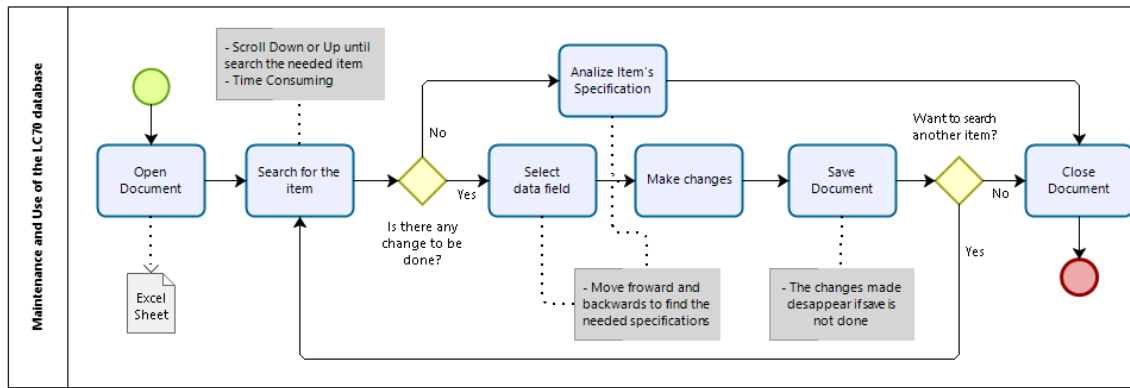 Maintenance and Use of the LC70 database
- Scroll Down or Up until
search the needed item
- Time Consuming
Analize Item's
Specification
Want to search
another item?
No
Open
Document
Search for the
item
Yes
Select
data field
Make changes
Save
Document
No
Close
Document
Is there any
change to be
done?
Yes
Excel
Sheet
- Move froward and
backwards to find the
needed specifications
- The changes made
desappear if save is
not done